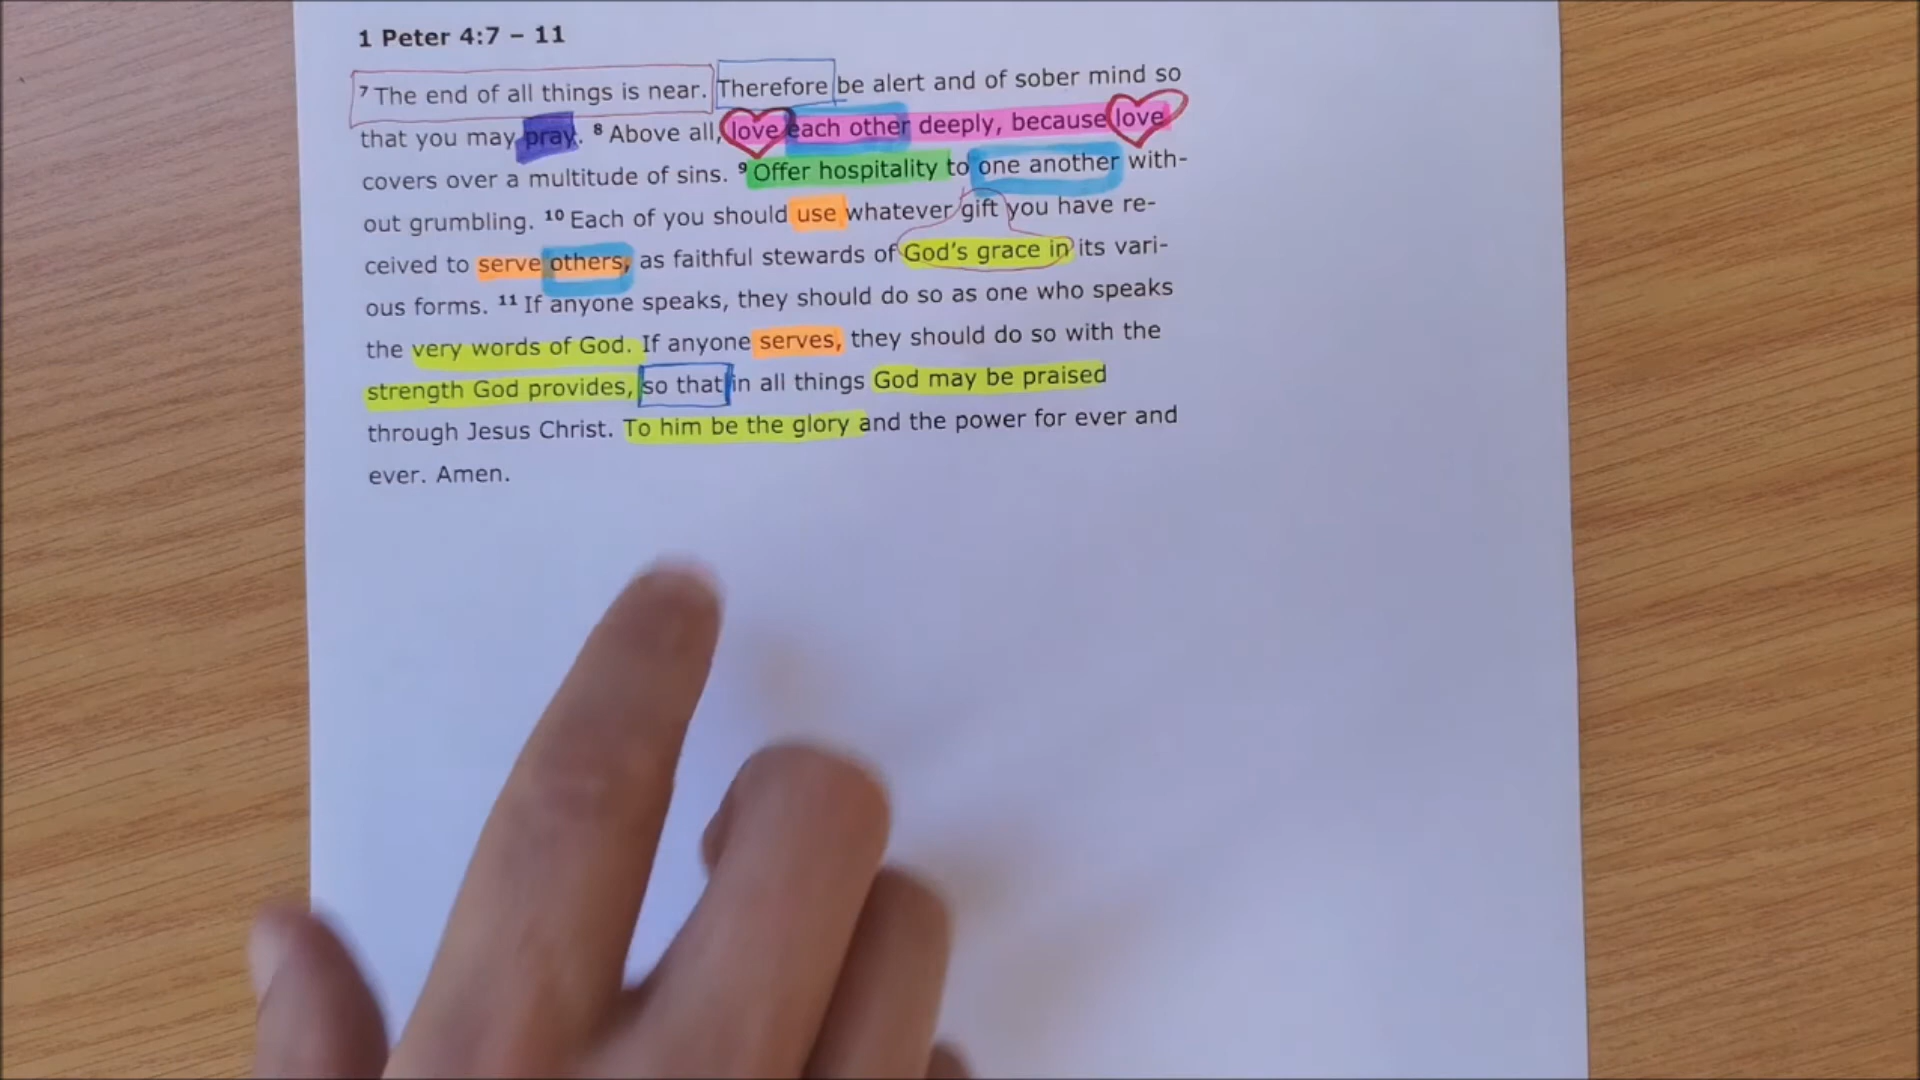 1 Peter 4:7 – 11
⁷ The end of all things is near. Therefore be alert and of sober mind so
that you may pray. ⁸ Above all, love each other deeply, because love
covers over a multitude of sins. ⁹ Offer hospitality to one another with-
out grumbling. ¹⁰ Each of you should use whatever gift you have re-
ceived to serve others, as faithful stewards of God's grace in its vari-
ous forms. ¹¹ If anyone speaks, they should do so as one who speaks
the very words of God. If anyone serves, they should do so with the
strength God provides, so that in all things God may be praised
through Jesus Christ. To him be the glory and the power for ever and
ever. Amen.